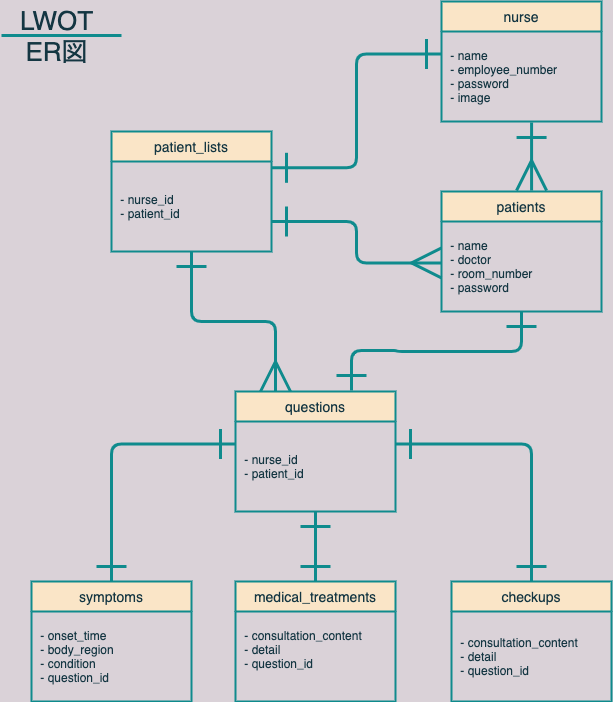 LWOT
ER図
nurse
- name
- employee_number
- password
- image
patient_lists
- nurse_id
- patient_id
patients
- name
- doctor
- room_number
- password
questions
- nurse_id
- patient_id
symptoms
- onset_time
- body_region
- condition
- question_id
medical_treatments
- consultation_content
- detail
- question_id
checkups
- consultation_content
- detail
- question_id